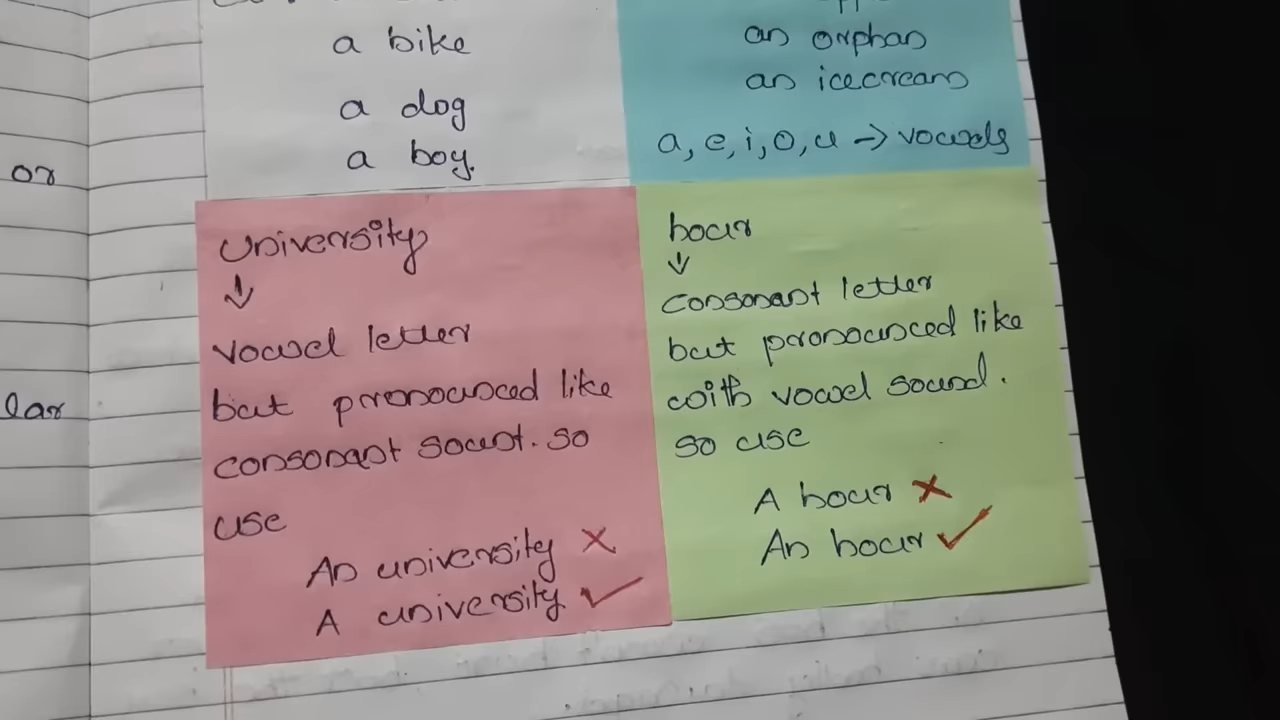 a bike
a dog
a boy.
an orphan
an icecream
a, e, i, o, u → vowels
or
lar
University
↓
Vowel letter
but pronounced like
consonant sount. so
use
An university ✗
A university ✓
hour
↓
Consonant letter
but pronounced like
with vowel sound.
so use
A hour ✗
An hour ✓